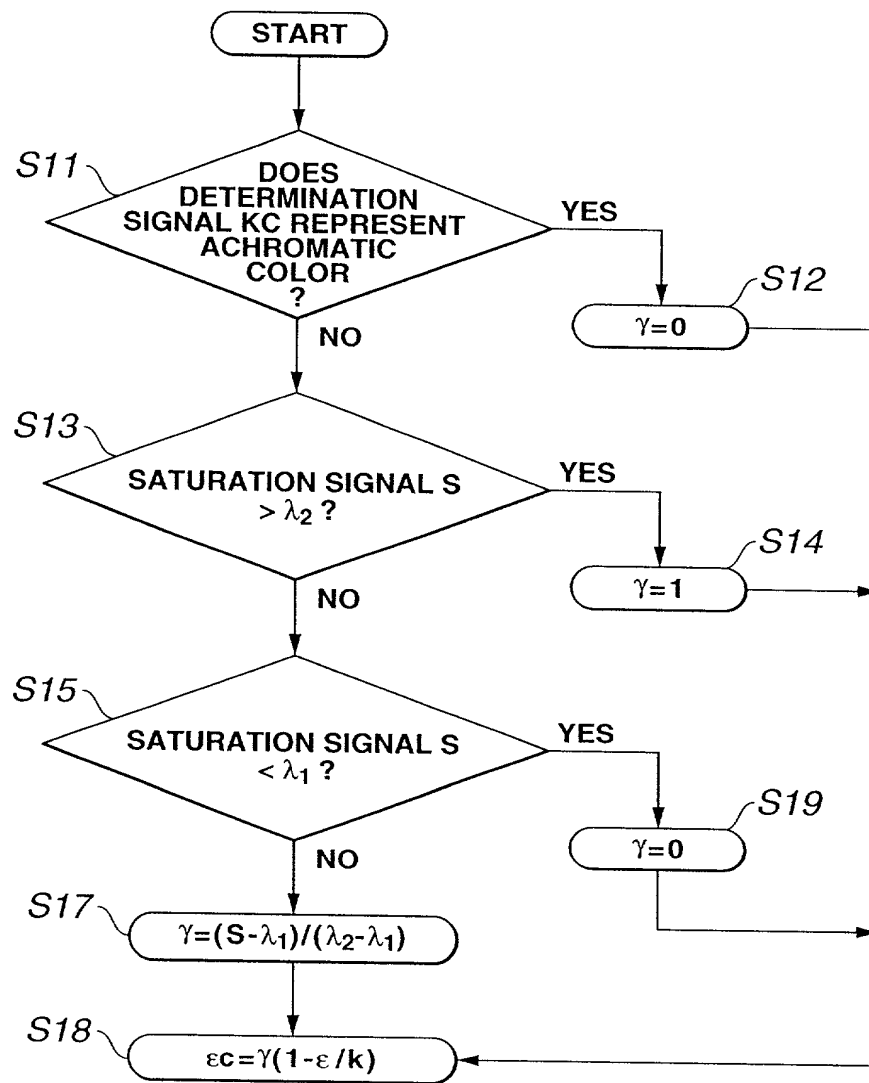 START
S11
DOES
DETERMINATION
SIGNAL KC REPRESENT
ACHROMATIC
COLOR
?
YES
S12
γ=0
NO
S13
SATURATION SIGNAL S
> λ₂ ?
YES
S14
γ=1
NO
S15
SATURATION SIGNAL S
< λ₁ ?
YES
S19
γ=0
NO
S17
γ=(S-λ₁)/(λ₂-λ₁)
S18
εc=γ(1-ε/k)